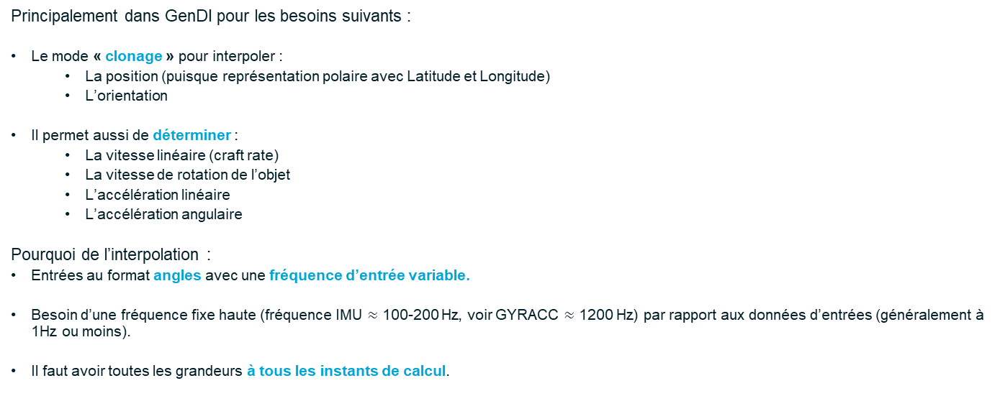 Principalement dans GenDI pour les besoins suivants :
• Le mode « clonage » pour interpoler :
• La position (puisque représentation polaire avec Latitude et Longitude)
• L’orientation
• Il permet aussi de déterminer :
• La vitesse linéaire (craft rate)
• La vitesse de rotation de l’objet
• L’accélération linéaire
• L’accélération angulaire
Pourquoi de l’interpolation :
• Entrées au format angles avec une fréquence d’entrée variable.
• Besoin d’une fréquence fixe haute (fréquence IMU ≈ 100-200 Hz, voir GYRACC ≈ 1200 Hz) par rapport aux données d’entrées (généralement à
1Hz ou moins).
• Il faut avoir toutes les grandeurs à tous les instants de calcul.